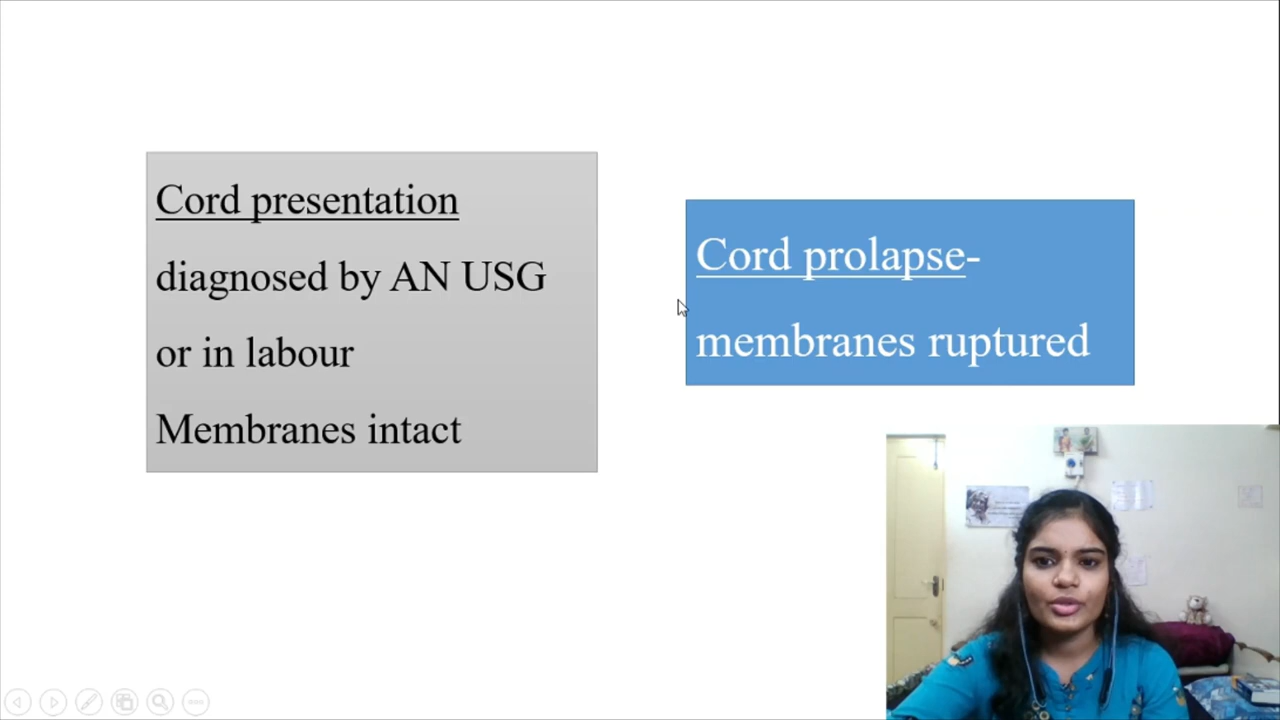 Cord presentation
diagnosed by AN USG
or in labour
Membranes intact
Cord prolapse-
membranes ruptured